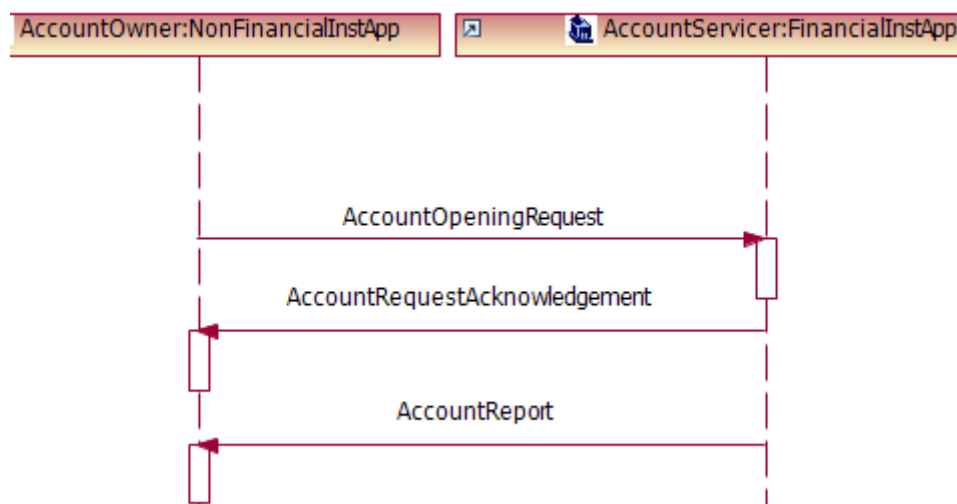 AccountOwner:NonFinancialInstApp
AccountServicer:FinancialInstApp
AccountOpeningRequest
AccountRequestAcknowledgement
AccountReport